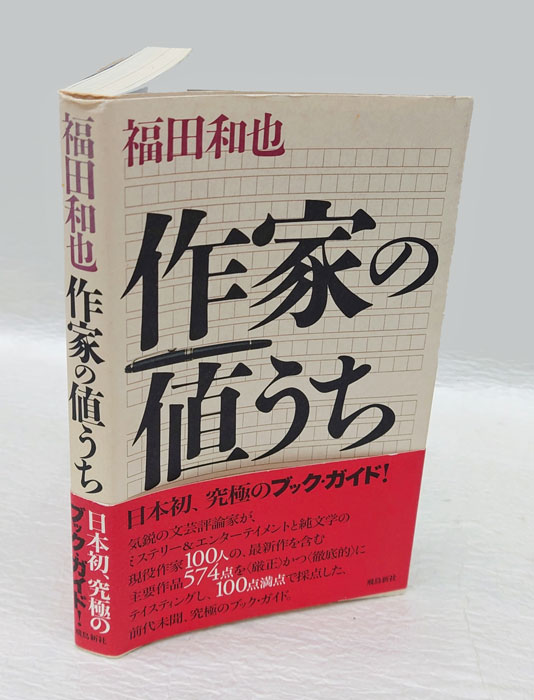 福田和也
作家の
値うち
日本初、究極のブック・ガイド!
気鋭の文芸評論家が、
ミステリー&エンターテイメントと純文学の
現役作家100人の、最新作を含む
主要作品574点を〈厳正〉かつ〈徹底的〉に
テイスティングし、100点満点で採点した、
前代未聞、究極のブック・ガイド。
飛鳥新社
福田和也
作家の値うち
日本初、究極の
ブック・ガイド!
飛鳥新社